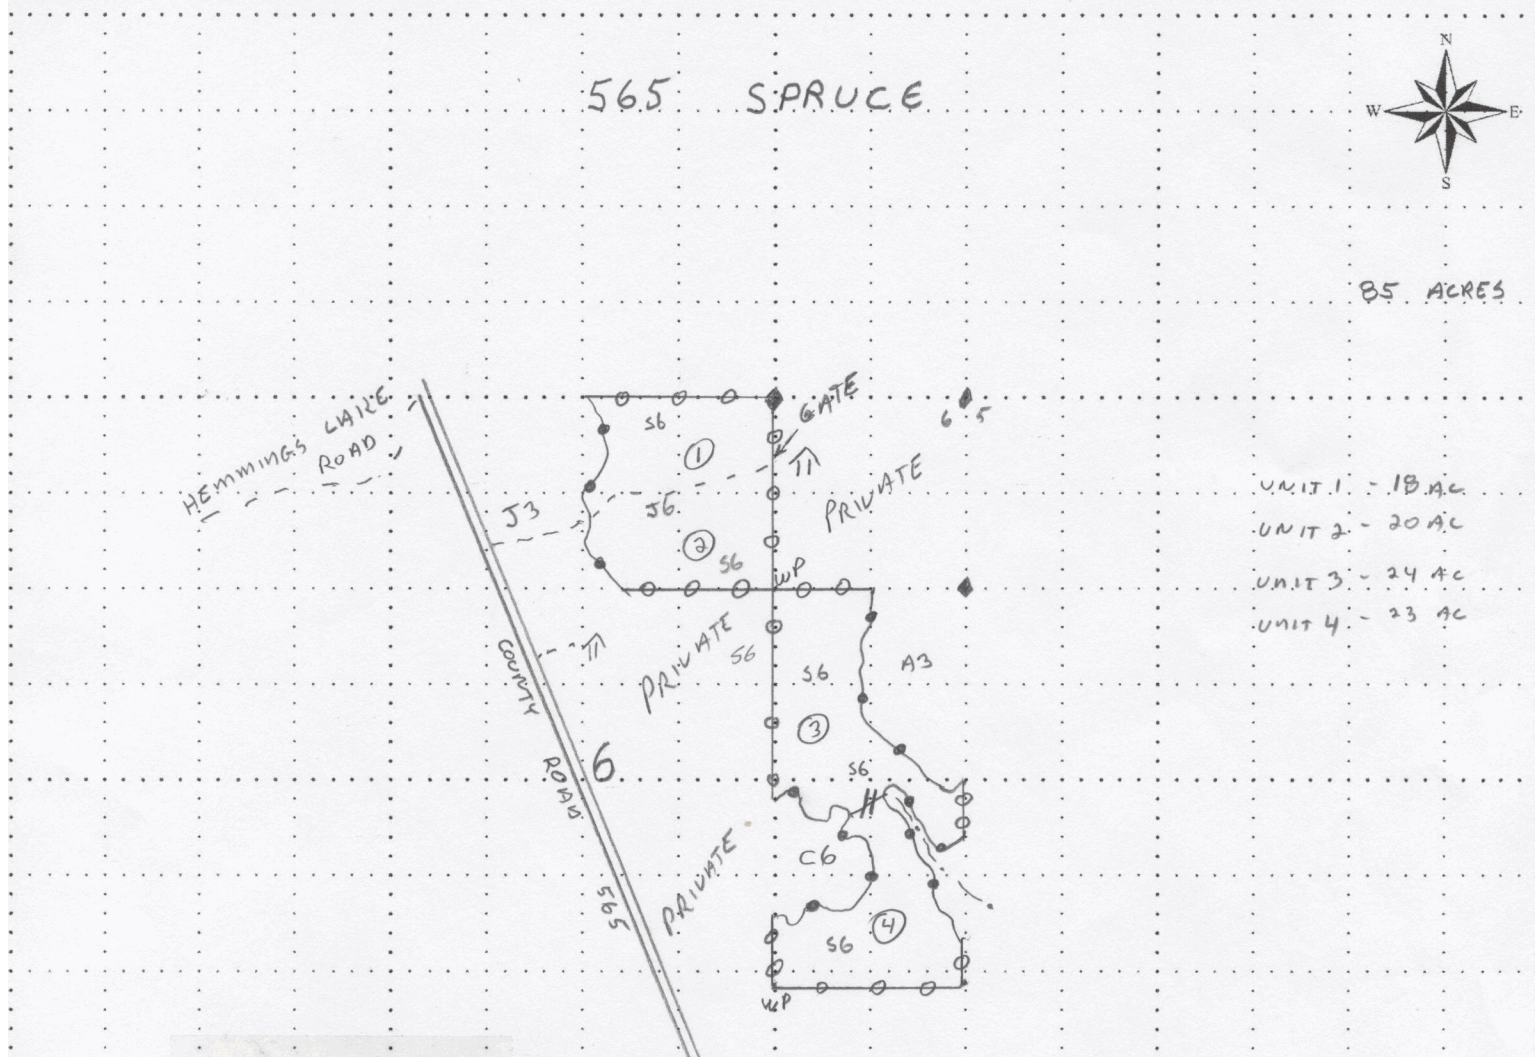 565 SPRUCE
N
W E
S
85 ACRES
HEMMINGS LAKE
ROAD
GATE
6 5
S6
1
PRIVATE
J3
J6
2
S6
WP
UNIT 1 - 18 AC
UNIT 2 - 20 AC
UNIT 3 - 24 AC
UNIT 4 - 23 AC
PRIVATE
S6
S6
A3
COUNTY
ROAD
565
6
3
S6
C6
PRIVATE
4
S6
WP